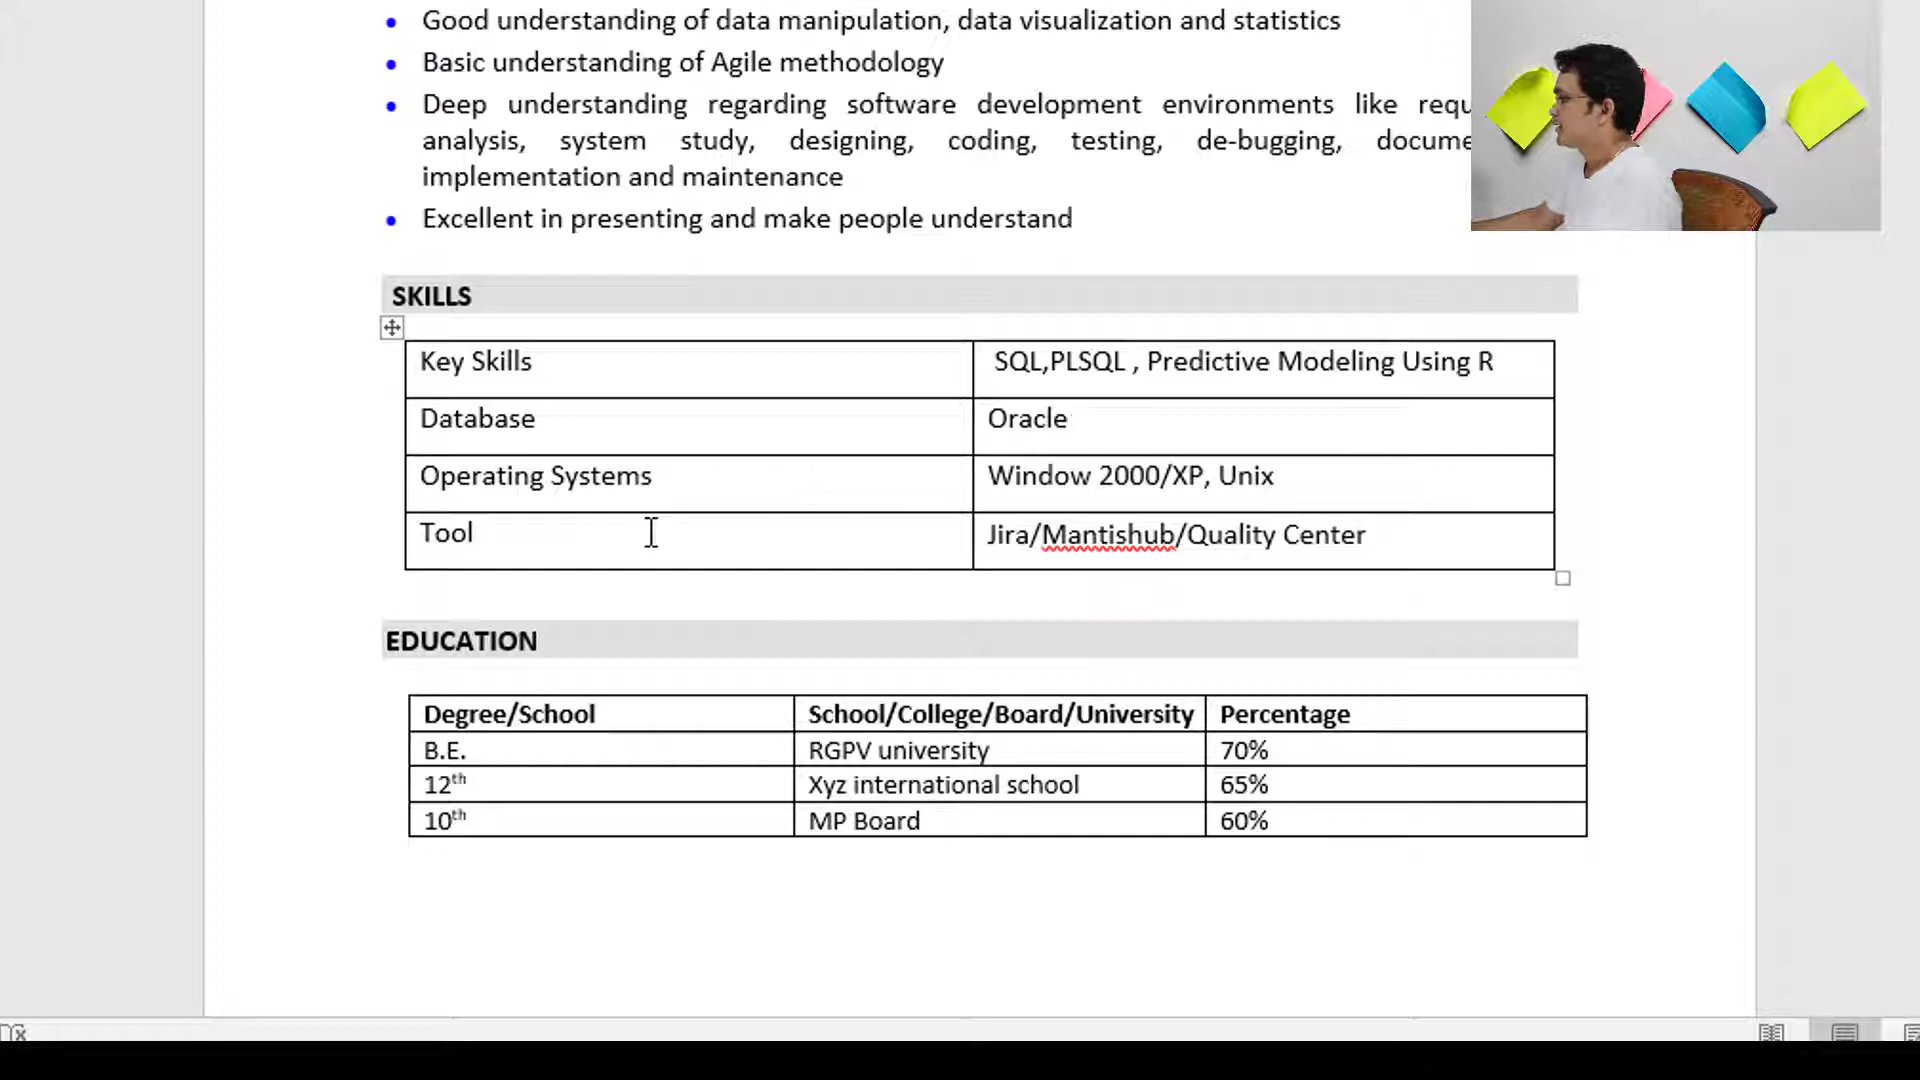 Good understanding of data manipulation, data visualization and statistics
Basic understanding of Agile methodology
Deep understanding regarding software development environments like
analysis, system study, designing, coding, testing, de-bugging,
implementation and maintenance
Excellent in presenting and make people understand
SKILLS
Key Skills SQL,PLSQL , Predictive Modeling Using R
Database Oracle
Operating Systems Window 2000/XP, Unix
Tool Jira/Mantishub/Quality Center
EDUCATION
Degree/School School/College/Board/University Percentage
B.E. RGPV university 70%
12th Xyz international school 65%
10th MP Board 60%